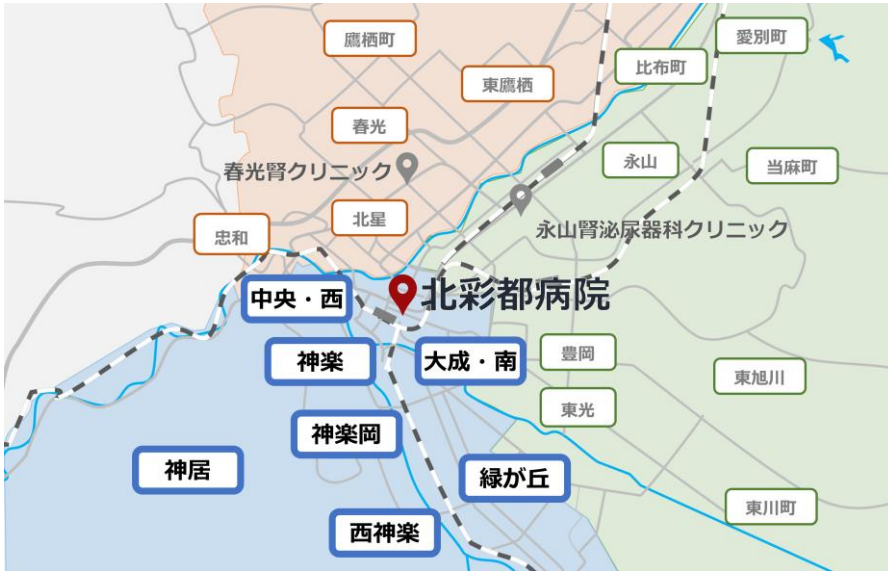 鷹栖町
愛別町
比布町
東鷹栖
春光
春光腎クリニック
永山
当麻町
北星
忠和
永山腎泌尿器科クリニック
中央・西
北彩都病院
神楽
大成・南
豊岡
東旭川
東光
神楽岡
神居
緑が丘
東川町
西神楽